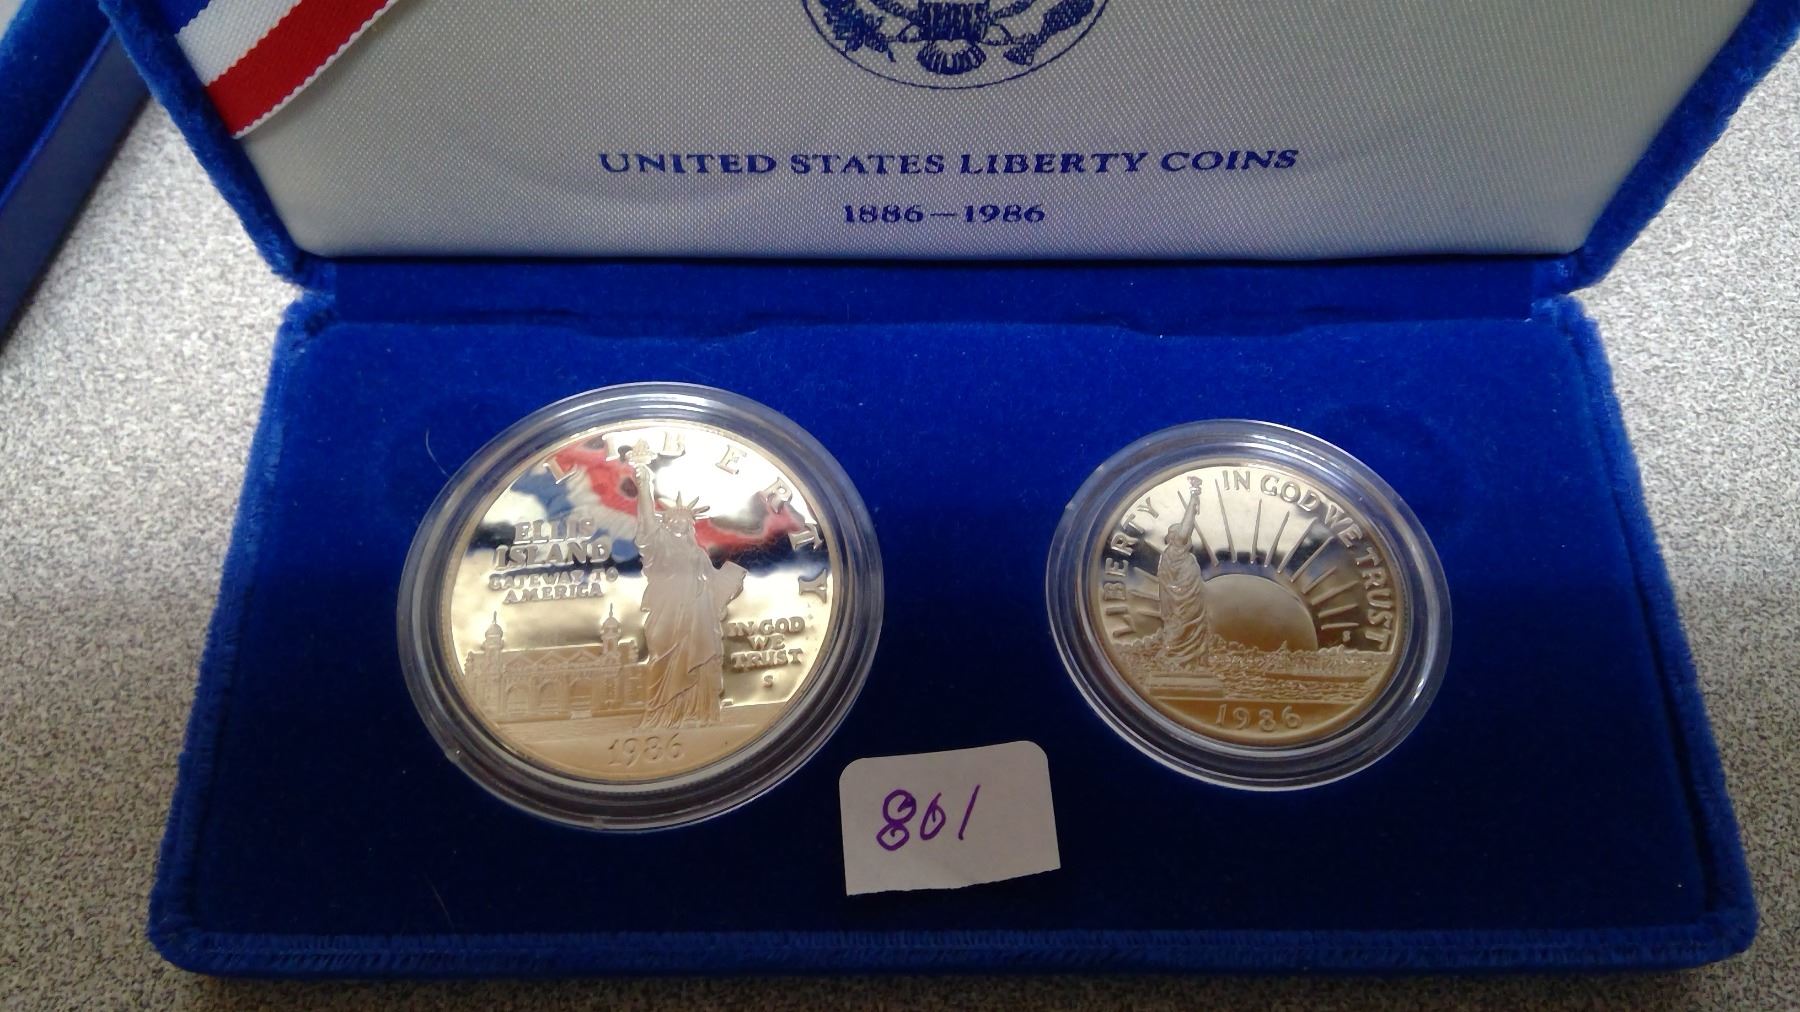 UNITED STATES LIBERTY COINS
1886–1986
LIBERTY
ELLIS
ISLAND
GATEWAY TO
AMERICA
IN GOD
WE
TRUST
S
1986
LIBERTY
IN GOD WE TRUST
S
1986
801